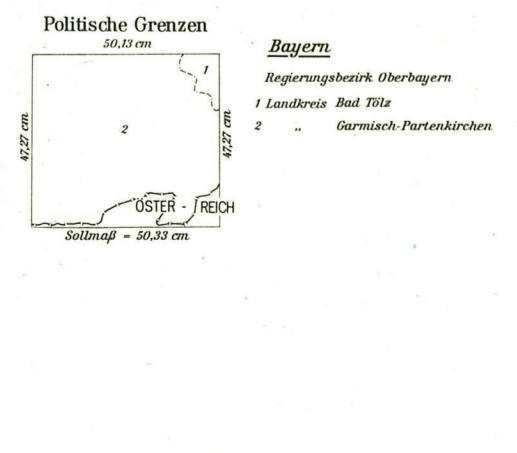 Politische Grenzen
50,13 cm
47,27 cm
1
2
47,27 cm
ÖSTER - REICH
Sollmaß = 50,33 cm
Bayern
Regierungsbezirk Oberbayern
1 Landkreis Bad Tölz
2 „ Garmisch-Partenkirchen